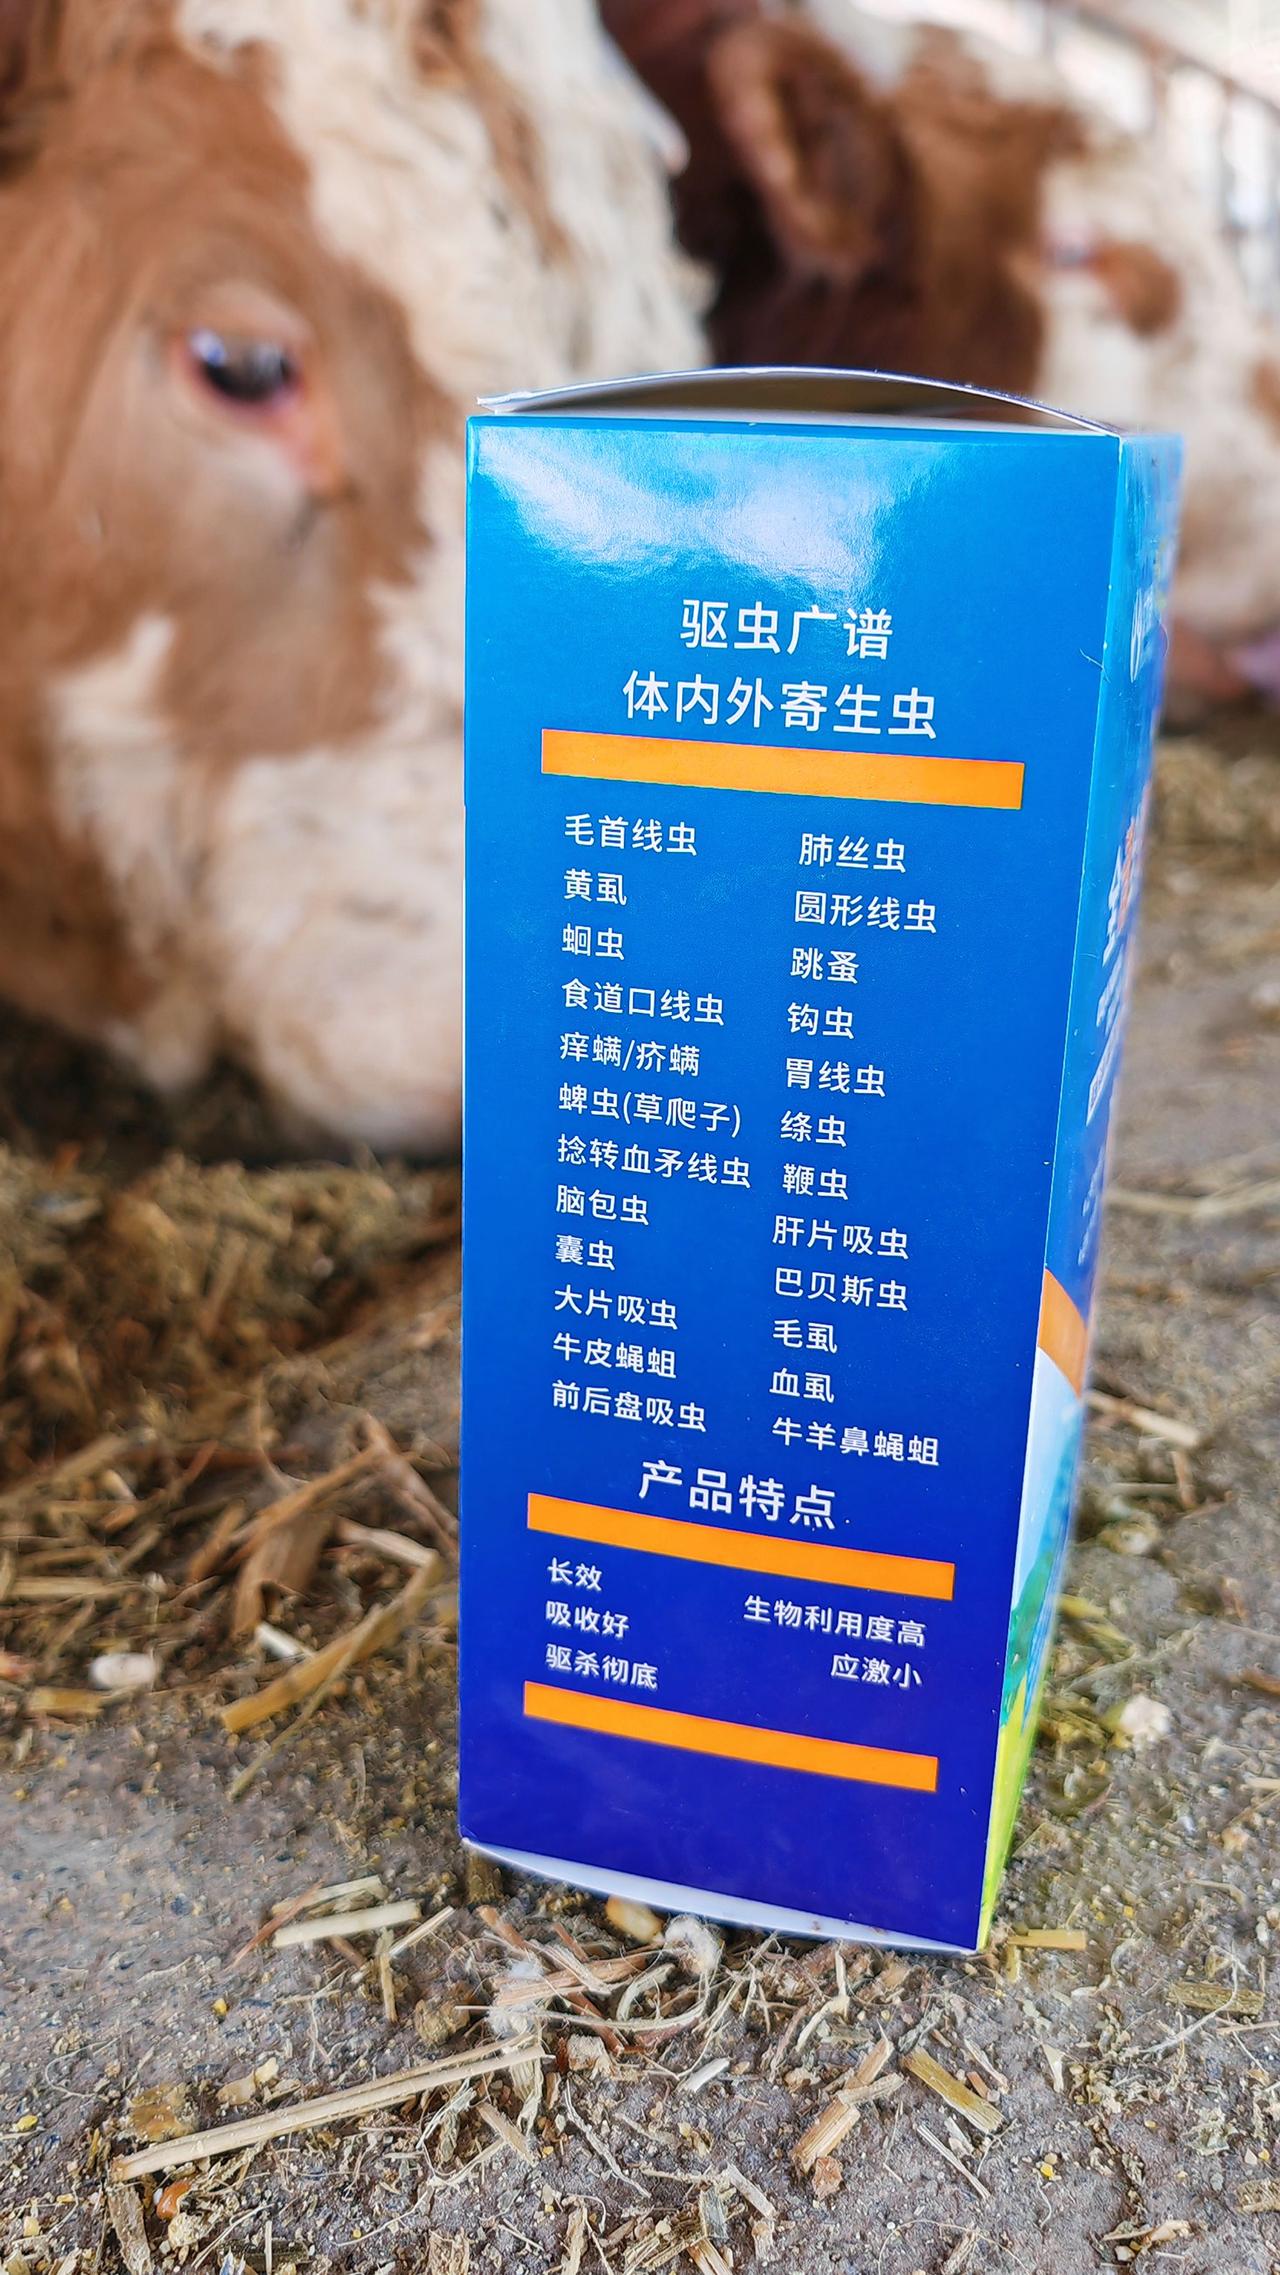 驱虫广谱
体内外寄生虫
毛首线虫
黄虱
蛔虫
食道口线虫
痒螨/疥螨
蜱虫(草爬子)
捻转血矛线虫
脑包虫
囊虫
大片吸虫
牛皮蝇蛆
前后盘吸虫
肺丝虫
圆形线虫
跳蚤
钩虫
胃线虫
绦虫
鞭虫
肝片吸虫
巴贝斯虫
毛虱
血虱
牛羊鼻蝇蛆
产品特点
长效
吸收好
驱杀彻底
生物利用度高
应激小